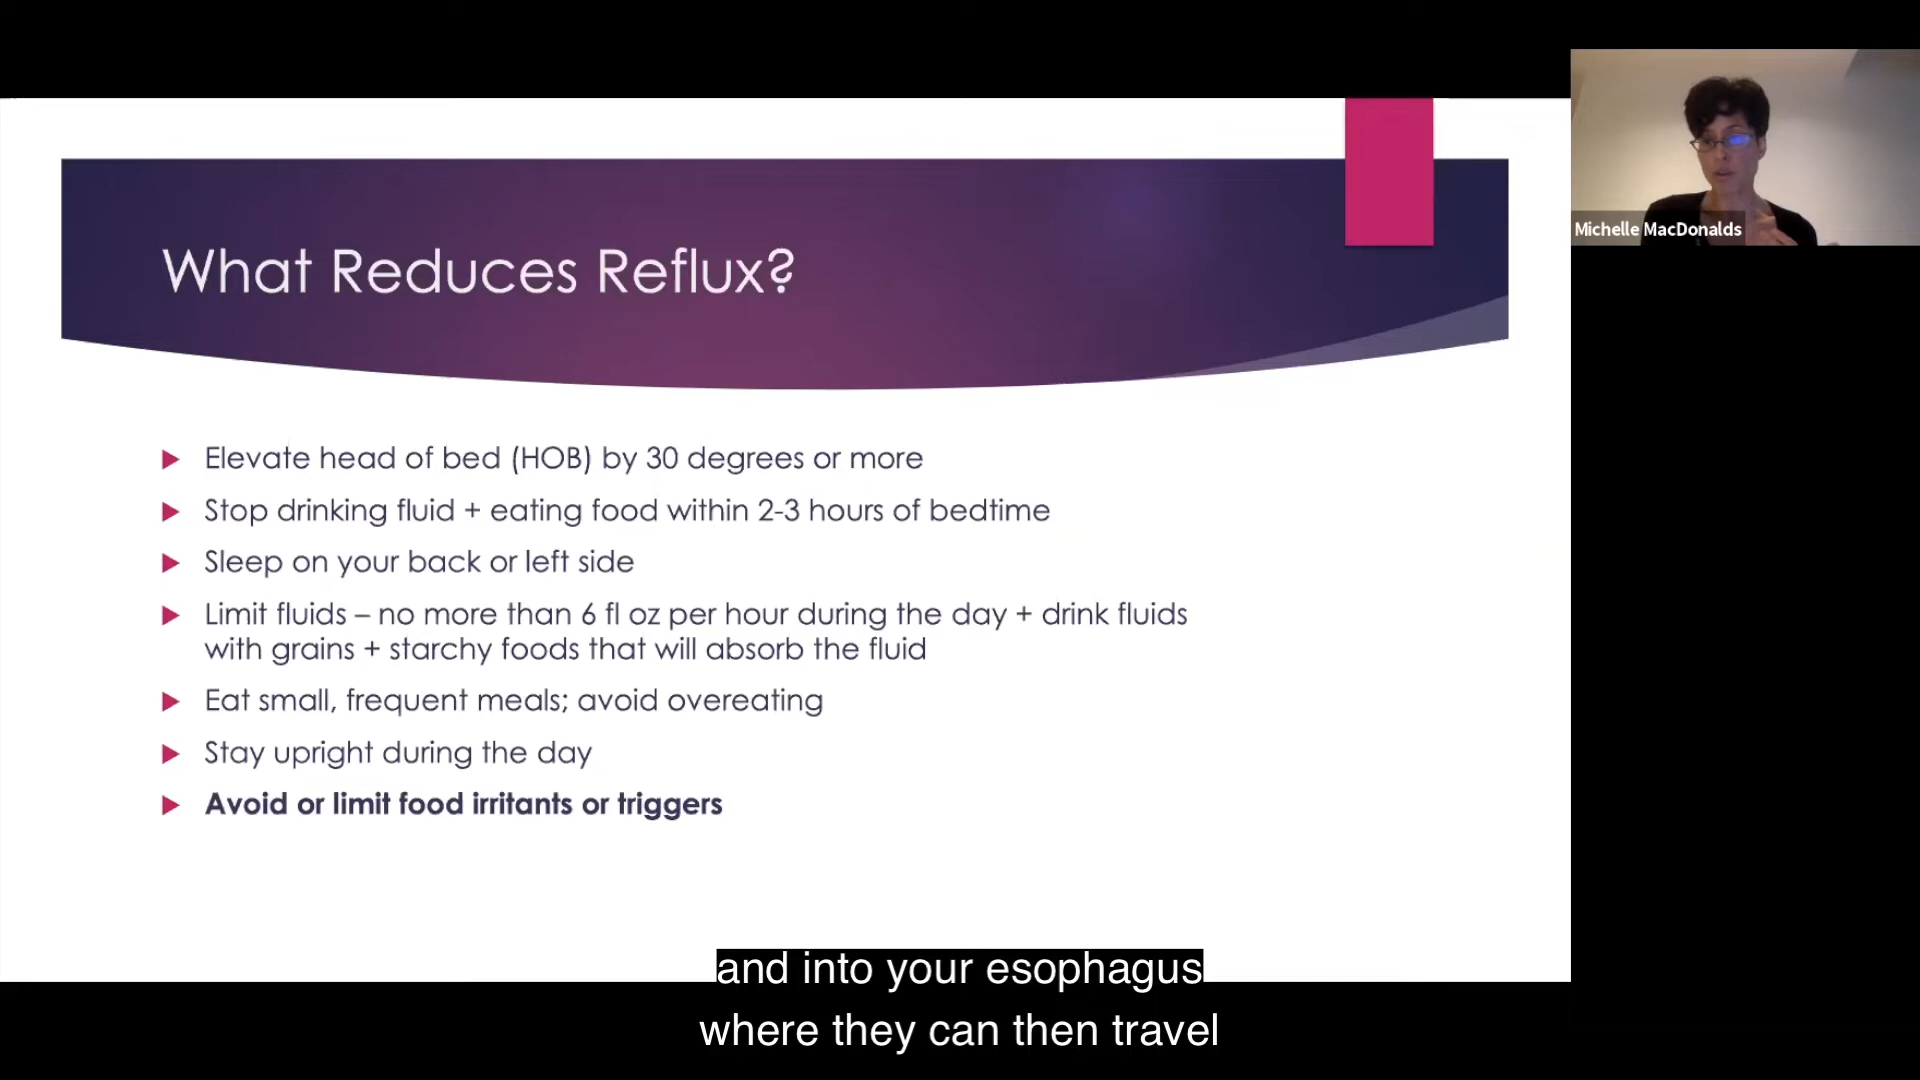 What Reduces Reflux?
Michelle MacDonalds
Elevate head of bed (HOB) by 30 degrees or more
Stop drinking fluid + eating food within 2-3 hours of bedtime
Sleep on your back or left side
Limit fluids – no more than 6 fl oz per hour during the day + drink fluids
with grains + starchy foods that will absorb the fluid
Eat small, frequent meals; avoid overeating
Stay upright during the day
Avoid or limit food irritants or triggers
and into your esophagus
where they can then travel